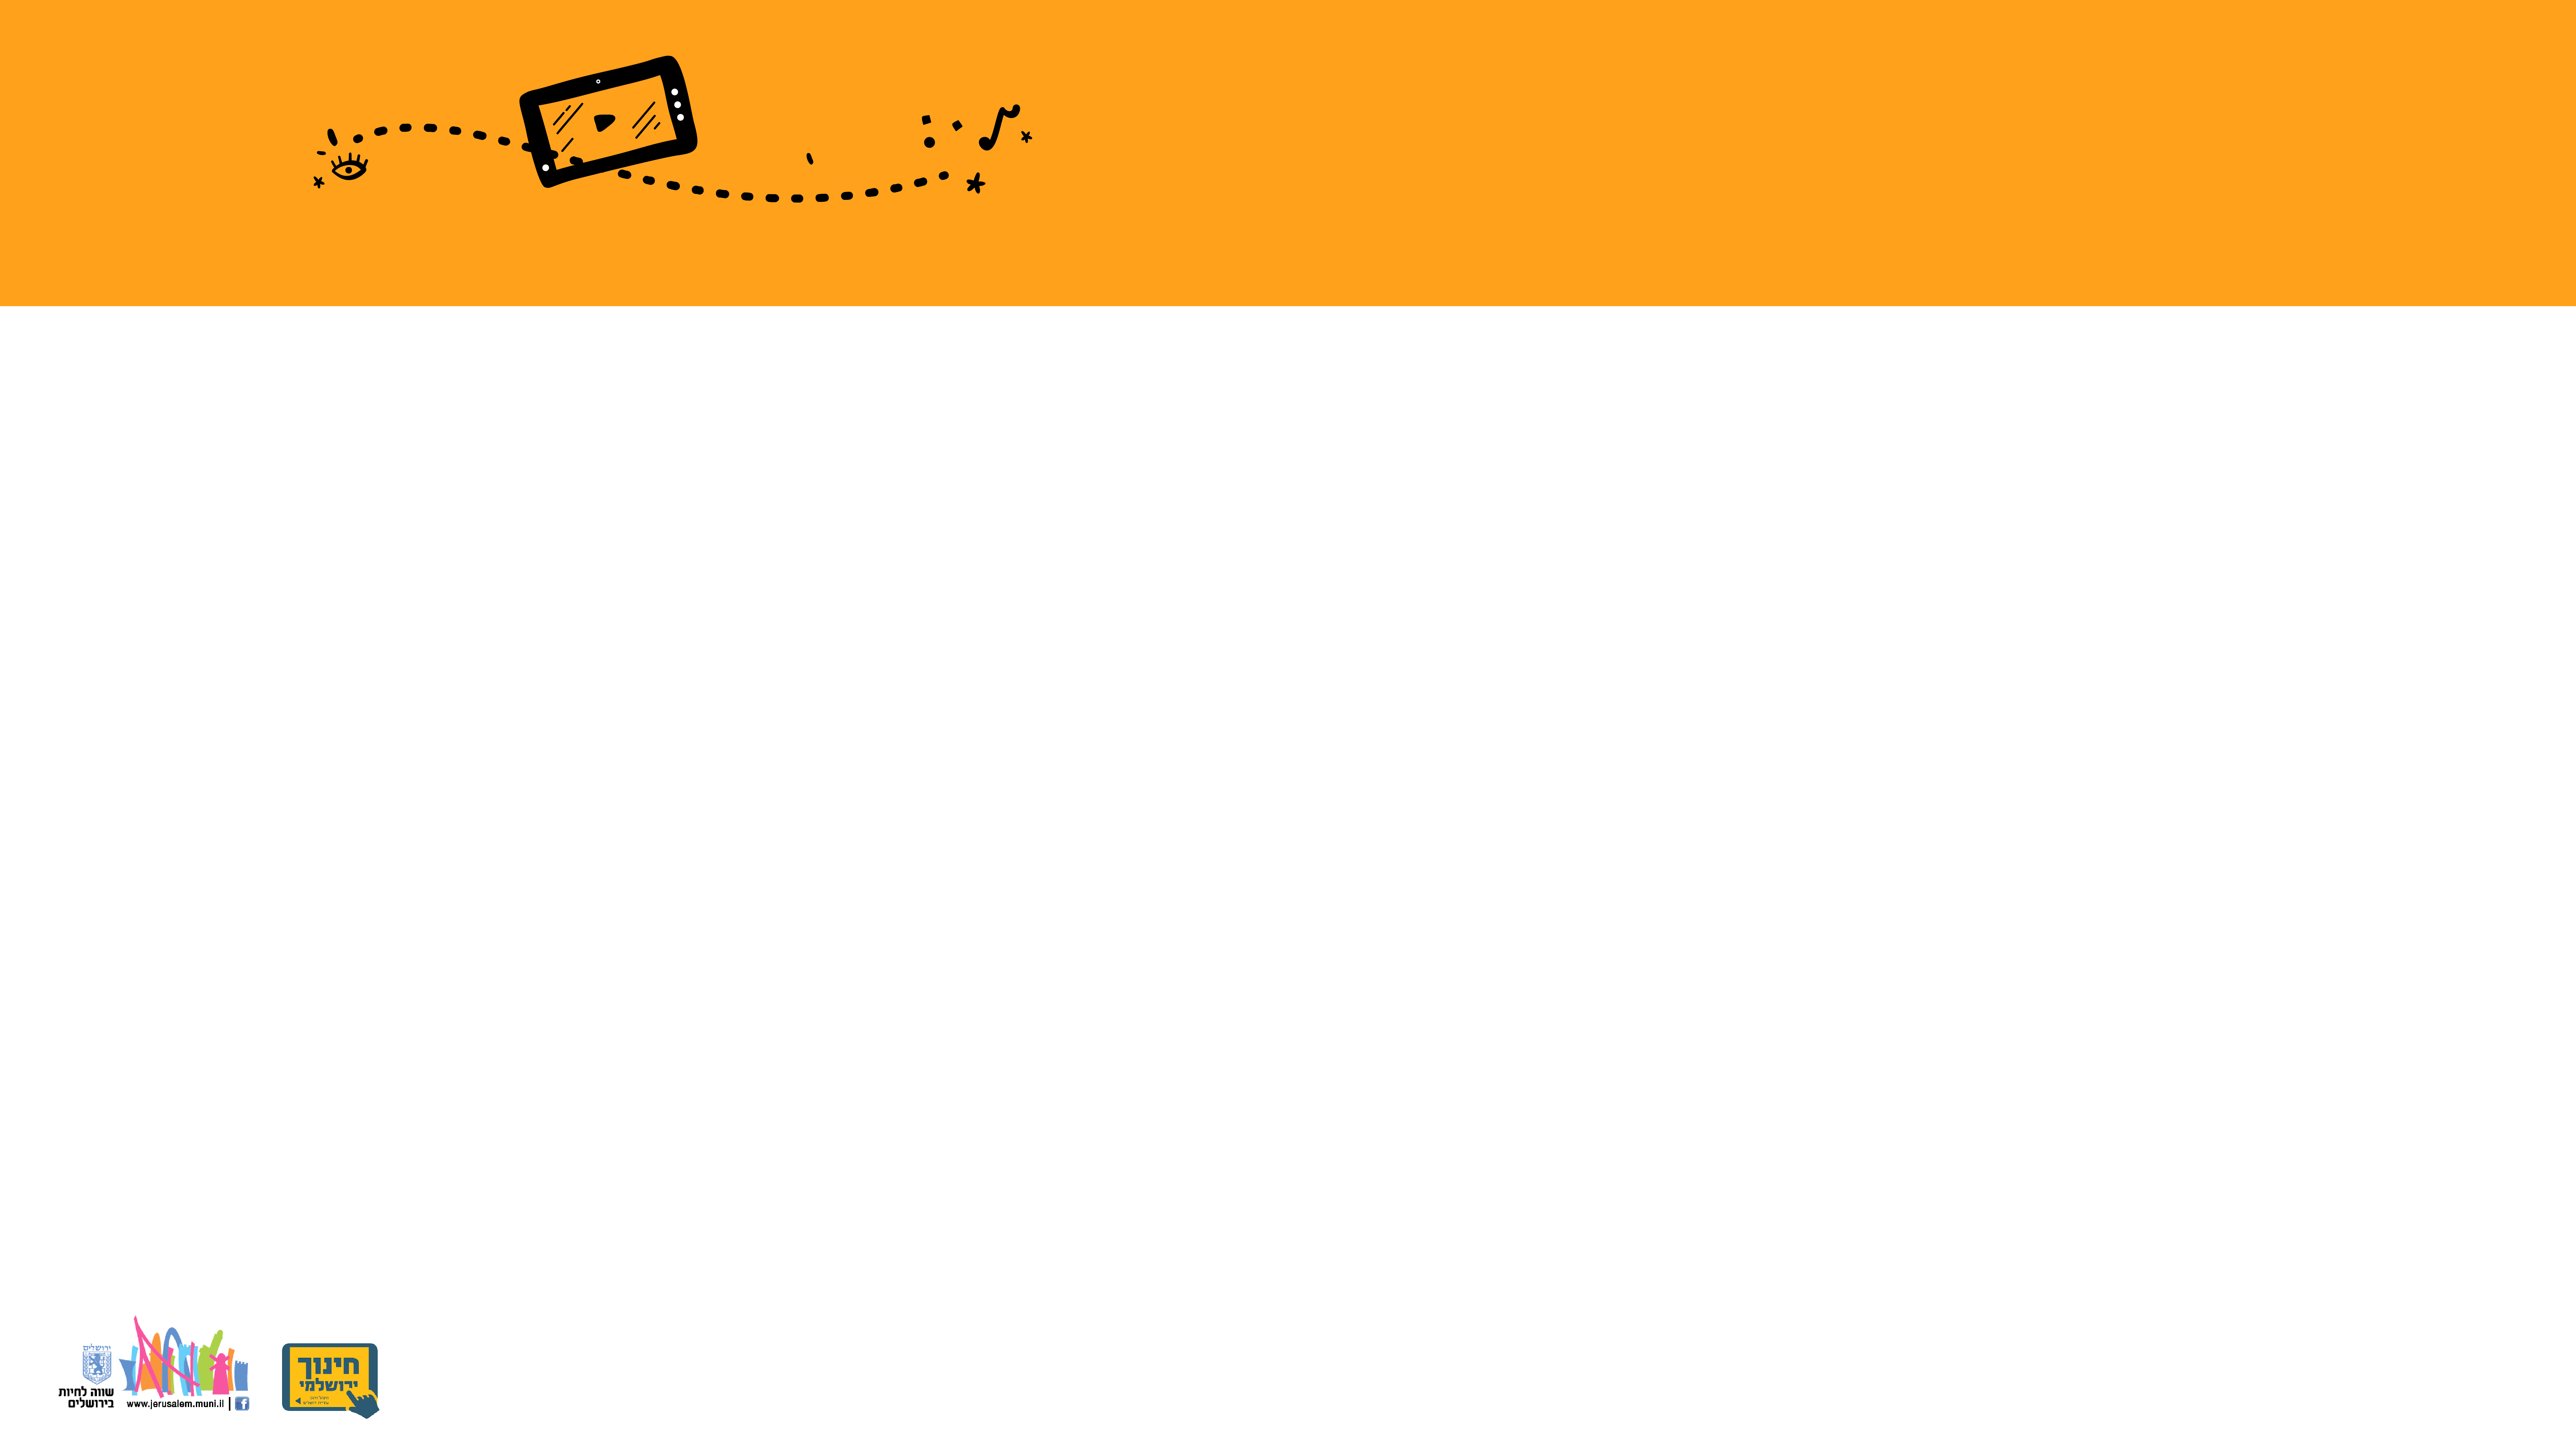 ירושלים
שווה לחיות
בירושלים
www.jerusalem.muni.il
f
חינוך
ירושלמי